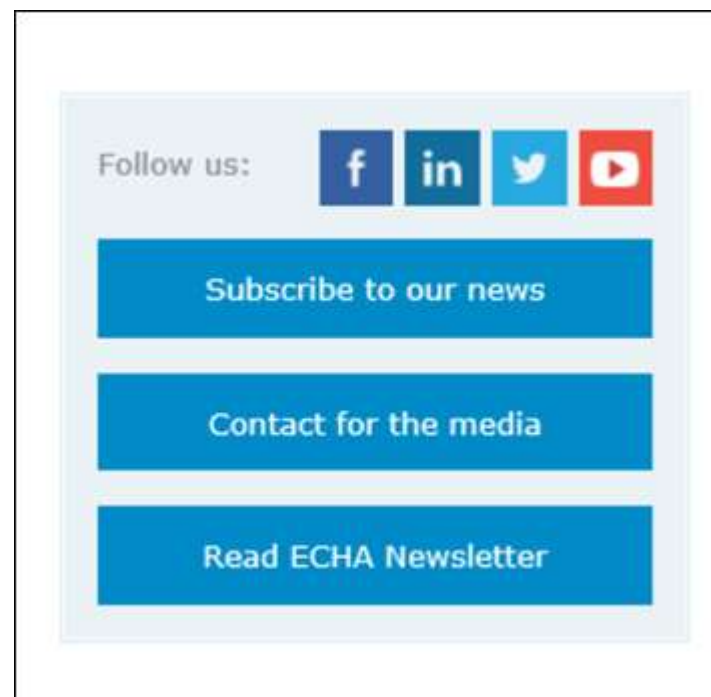 Follow us: f in
Subscribe to our news
Contact for the media
Read ECHA Newsletter